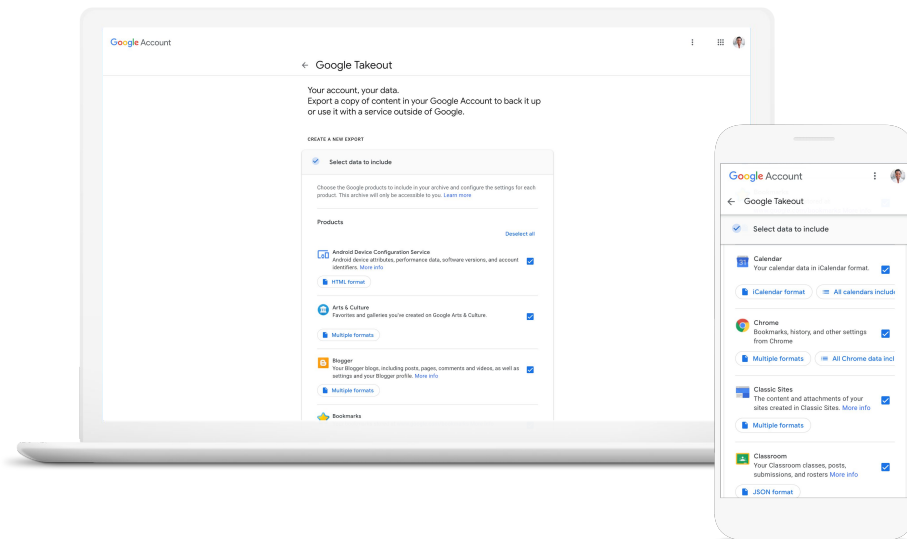 Google Account
Google Takeout
Your account, your data.
Export a copy of content in your Google Account to back it up
or use it with a service outside of Google.
CREATE A NEW EXPORT
Select data to include
Choose the Google products to include in your archive and configure the settings for each
product. This archive will only be accessible to you. Learn more
Products
Deselect all
Android Device Configuration Service
Android device attributes, performance data, software versions, and account
identifiers. More info
HTML format
Arts & Culture
Favorites and galleries you've created on Google Arts & Culture.
Multiple formats
Blogger
Your Blogger blogs, including posts, pages, comments and videos, as well as
settings and your Blogger profile. More info
Multiple formats
Bookmarks
Google Account
Google Takeout
Select data to include
31
Calendar
Your calendar data in iCalendar format.
iCalendar format
All calendars include
Chrome
Bookmarks, history, and other settings
from Chrome
Multiple formats
All Chrome data incl
Classic Sites
The content and attachments of your
sites created in Classic Sites. More info
Multiple formats
Classroom
Your Classroom classes, posts,
submissions, and rosters More info
JSON format